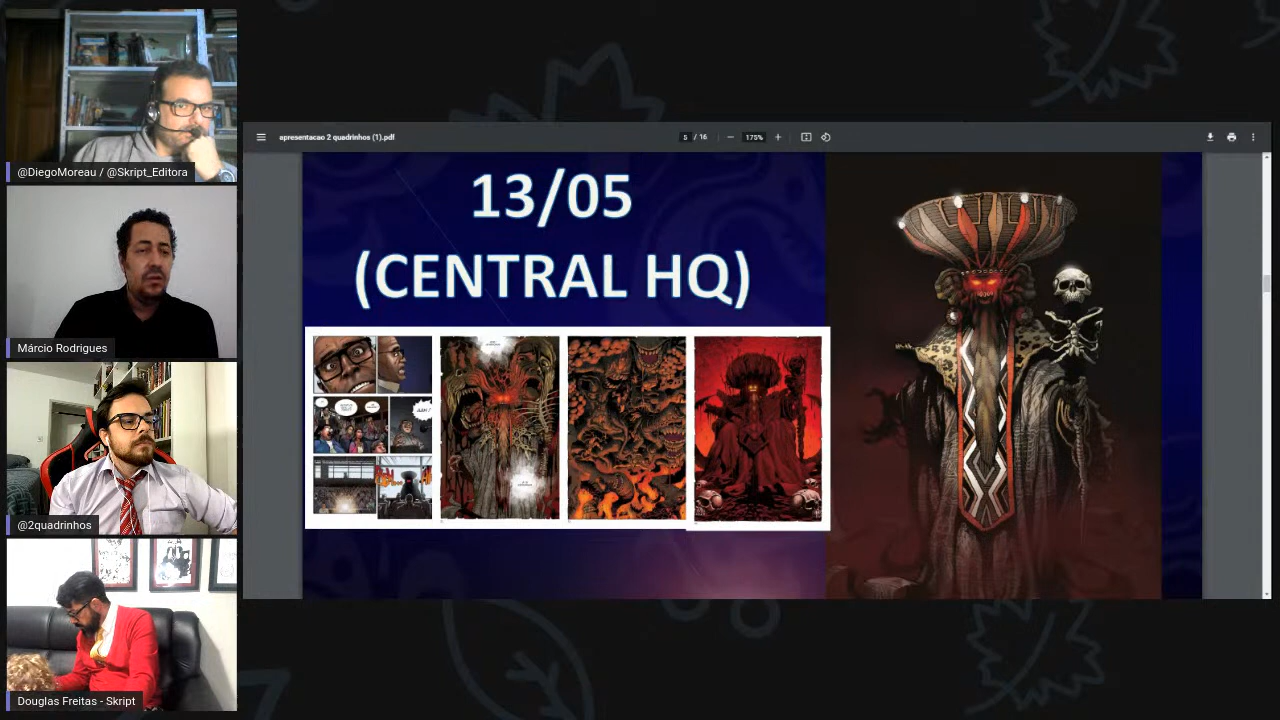 @DiegoMoreau / @Skript_Editora
Márcio Rodrigues
@2quadrinhos
Douglas Freitas - Skript
apresentacao 2 quadrinhos (1).pdf
5 / 16
175%
13/05
(CENTRAL HQ)